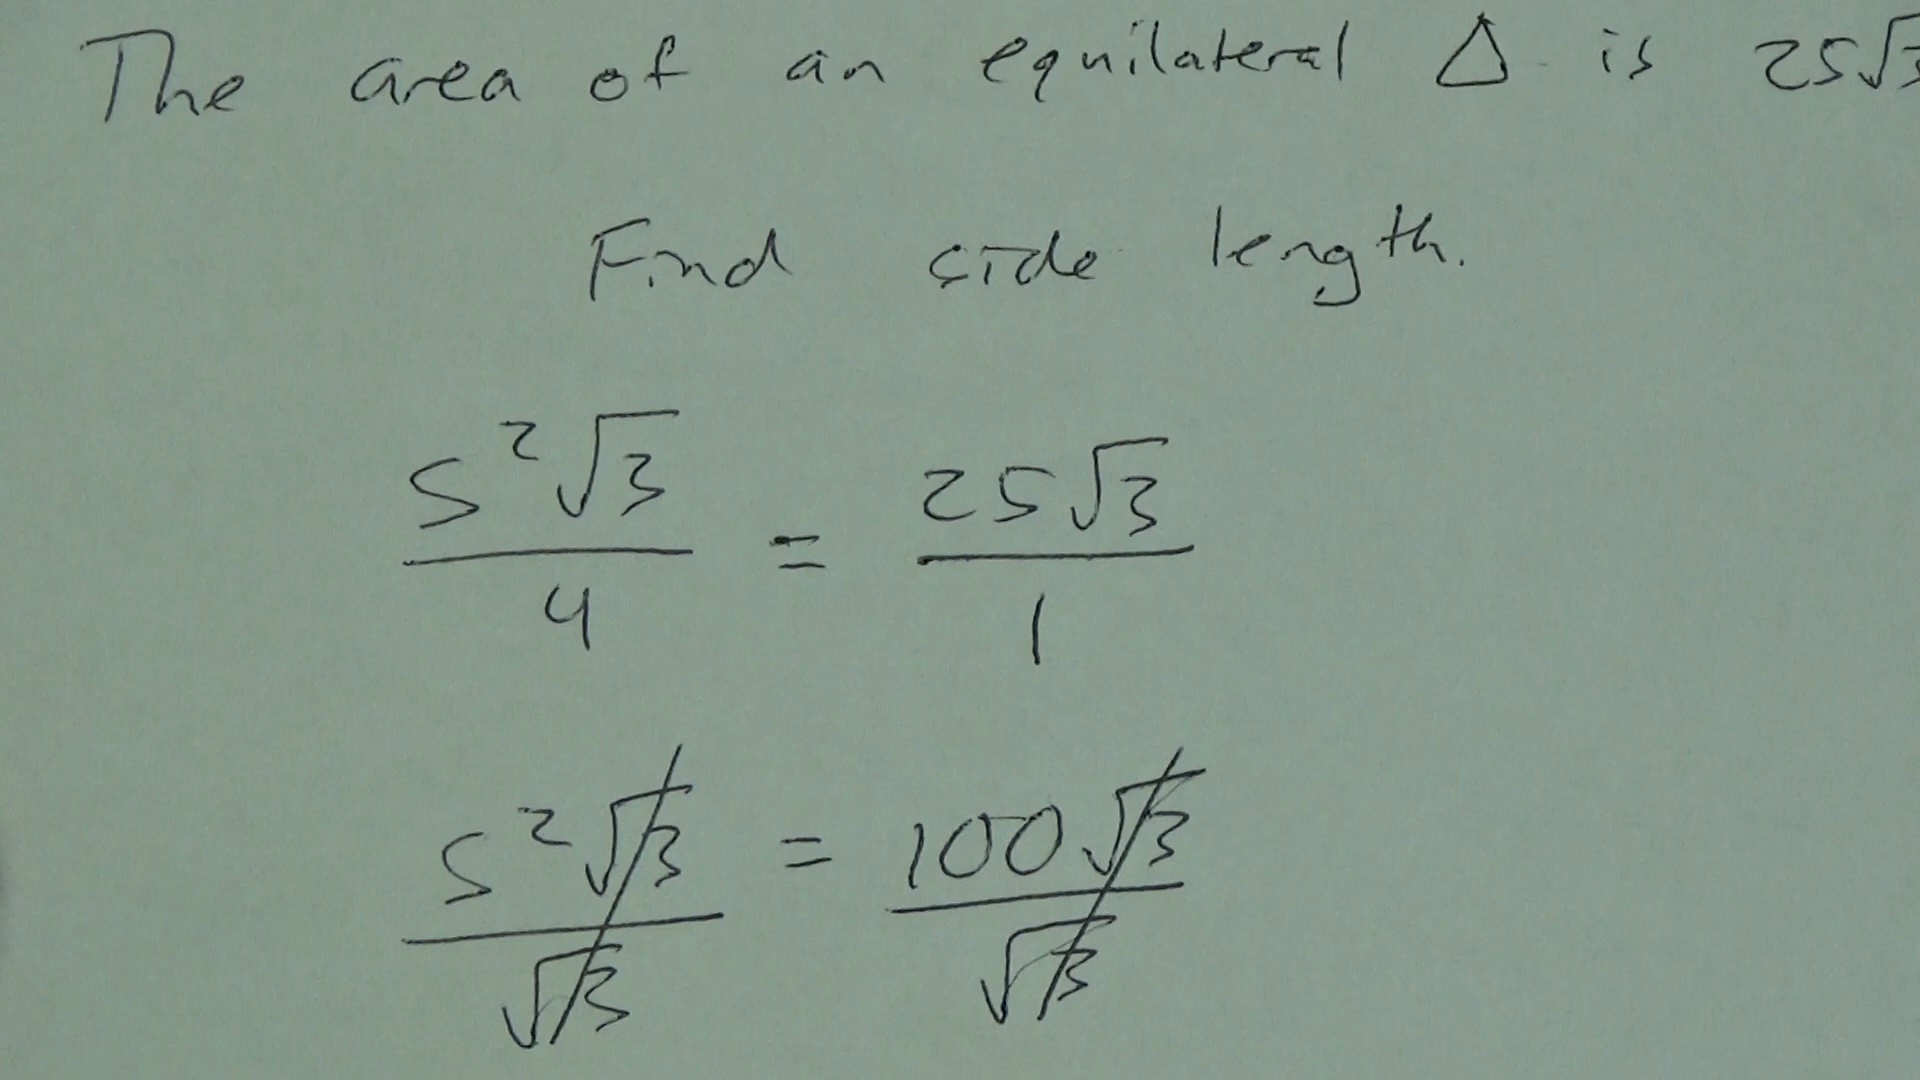 The area of an equilateral Δ is 25√3
Find side length.
s²√3 / 4 = 25√3 / 1
s²√3 / √3 = 100√3 / √3